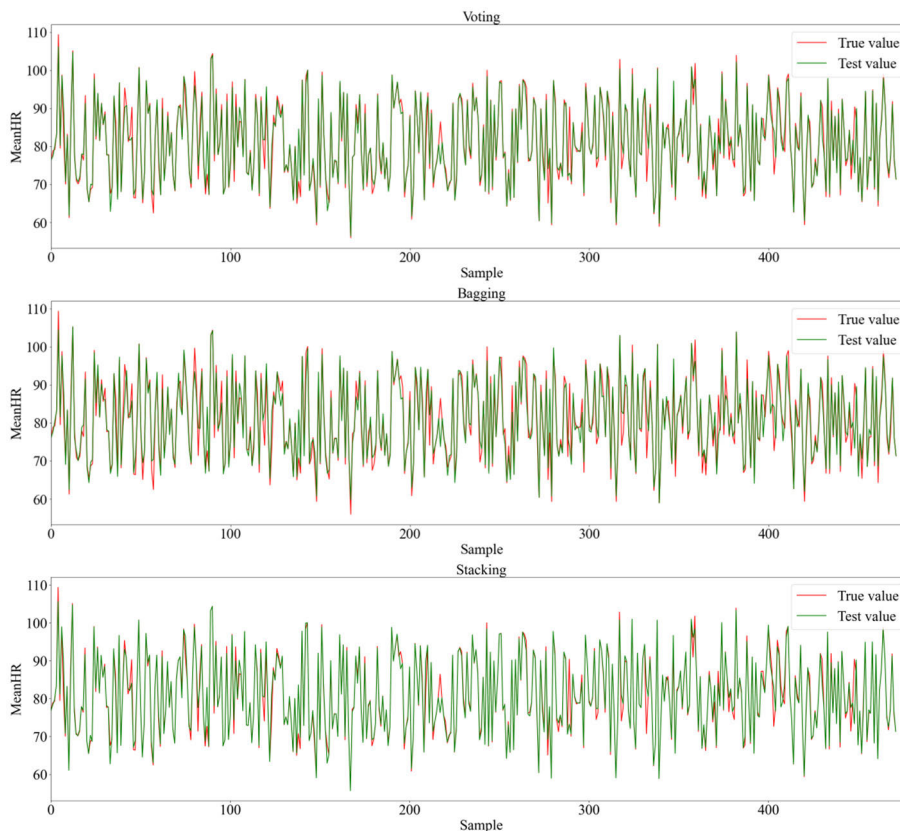 Voting
110
100
90
80
70
60
MeanHR
True value
Test value
0 100 200 300 400
Sample
Bagging
110
100
90
80
70
60
MeanHR
True value
Test value
0 100 200 300 400
Sample
Stacking
110
100
90
80
70
60
MeanHR
True value
Test value
0 100 200 300 400
Sample